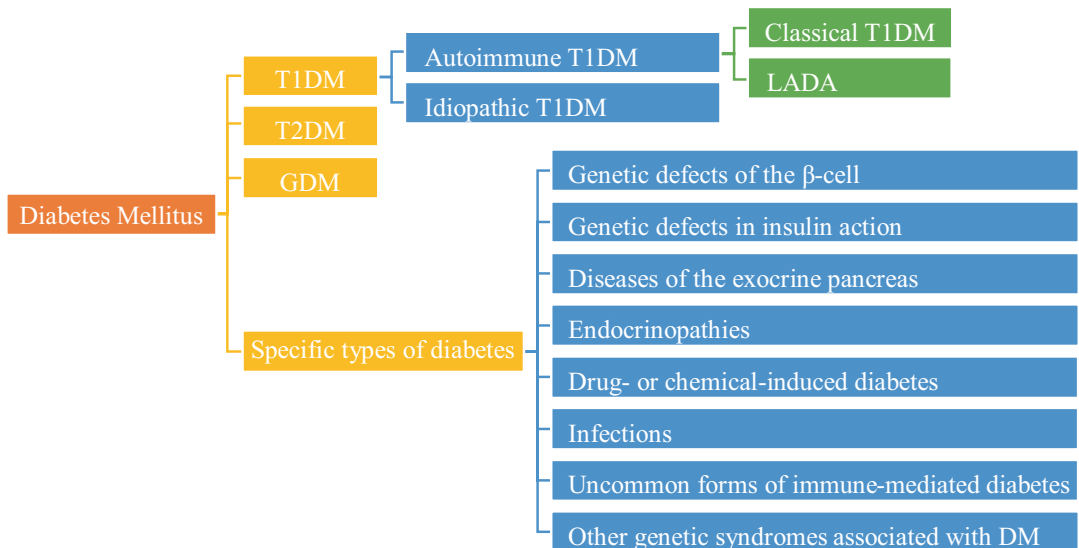 Diabetes Mellitus
T1DM
T2DM
GDM
Specific types of diabetes
Autoimmune T1DM
Idiopathic T1DM
Classical T1DM
LADA
Genetic defects of the β-cell
Genetic defects in insulin action
Diseases of the exocrine pancreas
Endocrinopathies
Drug- or chemical-induced diabetes
Infections
Uncommon forms of immune-mediated diabetes
Other genetic syndromes associated with DM